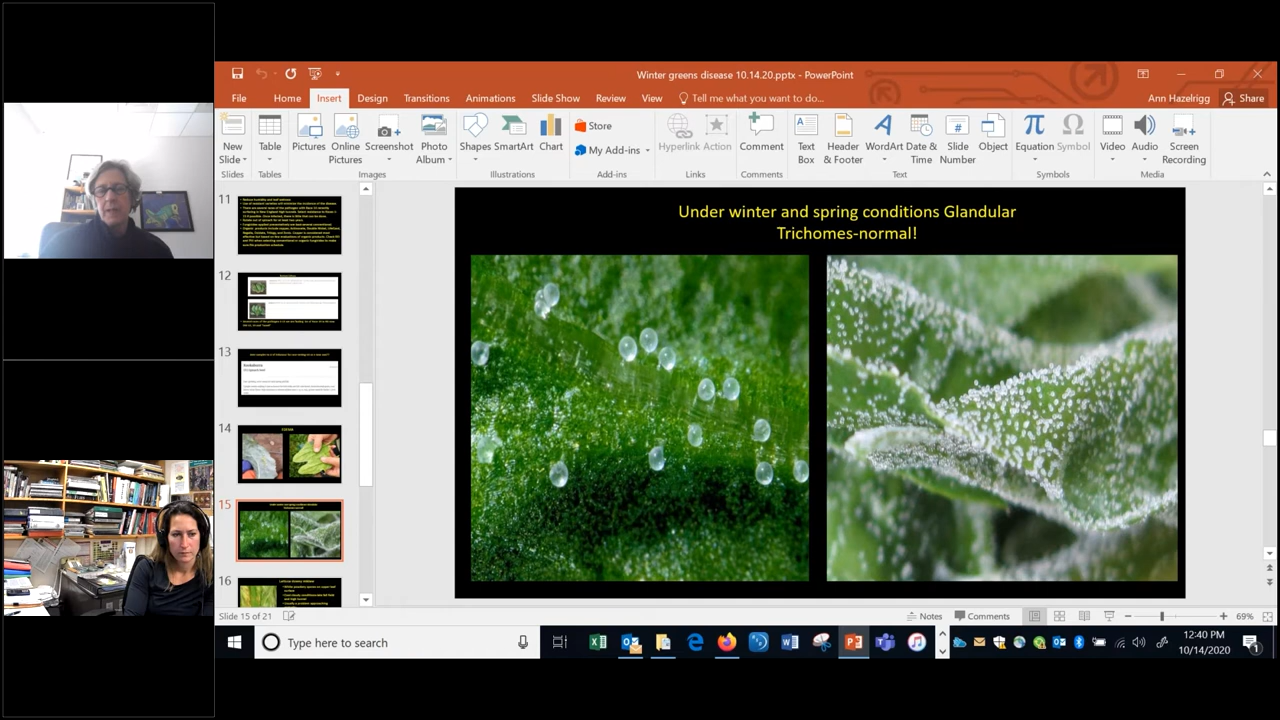 Winter greens disease 10.14.20.pptx - PowerPoint
File Home Insert Design Transitions Animations Slide Show Review View Tell me what you want to do... Ann Hazelrigg Share
New Slide
Table
Pictures
Online Pictures
Screenshot
Photo Album
Shapes
SmartArt
Chart
Store
My Add-ins
Hyperlink
Action
Comment
Text Box
Header & Footer
WordArt
Date & Time
Slide Number
Object
Equation
Symbol
Video
Audio
Screen Recording
Slides Tables Images Illustrations Add-ins Links Comments Text Symbols Media
11
12
13
14
EDEMA
15
16
Under winter and spring conditions Glandular
Trichomes-normal!
Slide 15 of 21
Notes Comments 69%
Type here to search
12:40 PM
10/14/2020
1